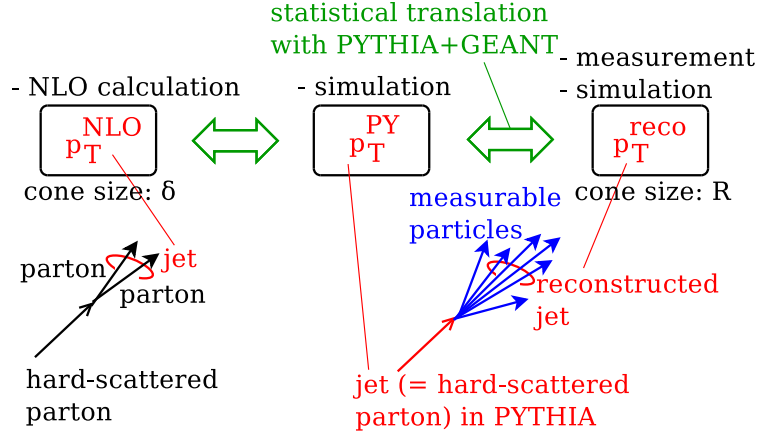 statistical translation
with PYTHIA+GEANT
- NLO calculation
- simulation
- measurement
- simulation
p_T^NLO
p_T^PY
p_T^reco
cone size: δ
cone size: R
measurable
particles
parton
jet
parton
reconstructed
jet
hard-scattered
parton
jet (= hard-scattered
parton) in PYTHIA